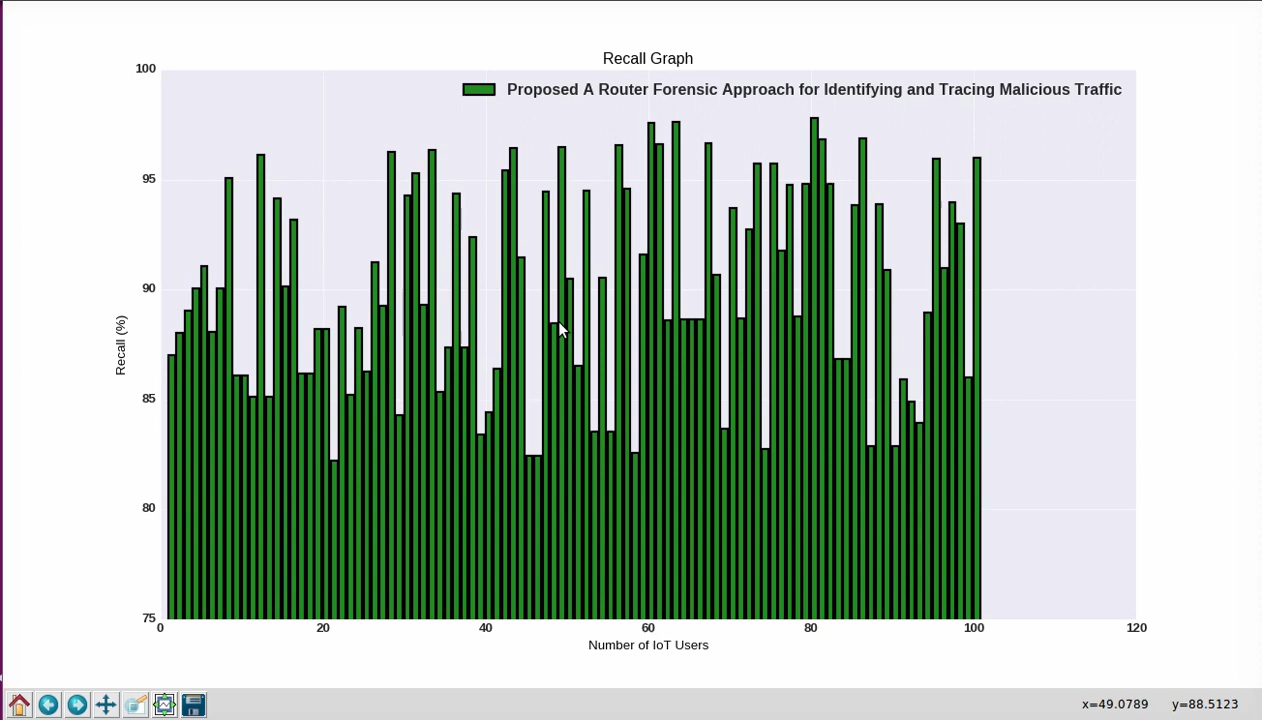 Recall Graph
Proposed A Router Forensic Approach for Identifying and Tracing Malicious Traffic
100
95
90
85
80
75
Recall (%)
0 20 40 60 80 100 120
Number of IoT Users
x=49.0789 y=88.5123